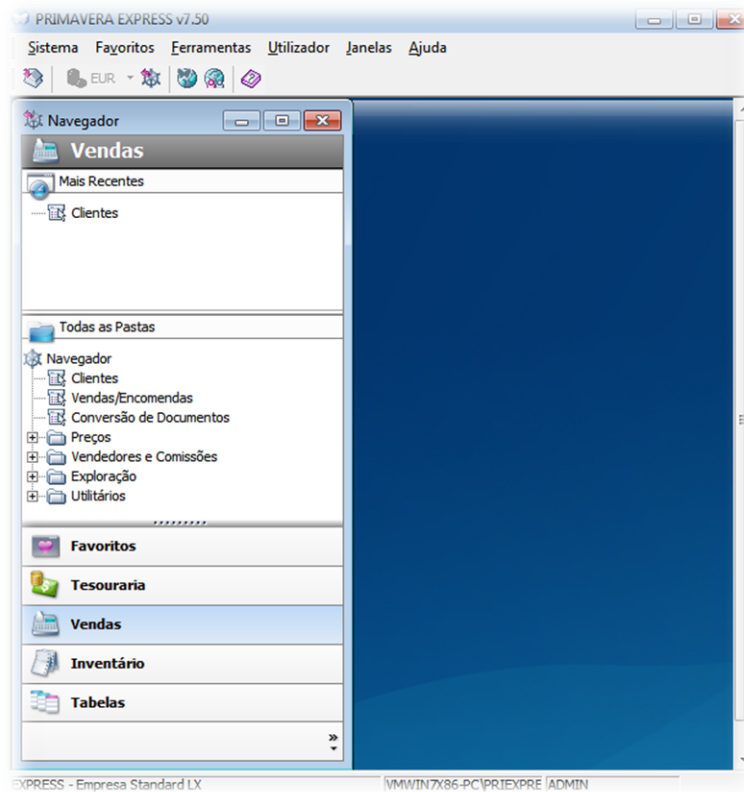 PRIMAVERA EXPRESS v7.50
Sistema Favoritos Ferramentas Utilizador Janelas Ajuda
EUR
Navegador
Vendas
Mais Recentes
Clientes
Todas as Pastas
Navegador
Clientes
Vendas/Encomendas
Conversão de Documentos
Preços
Vendedores e Comissões
Exploração
Utilitários
Favoritos
Tesouraria
Vendas
Inventário
Tabelas
EXPRESS - Empresa Standard LX VMWIN7X86-PC\PRIEXPRE ADMIN